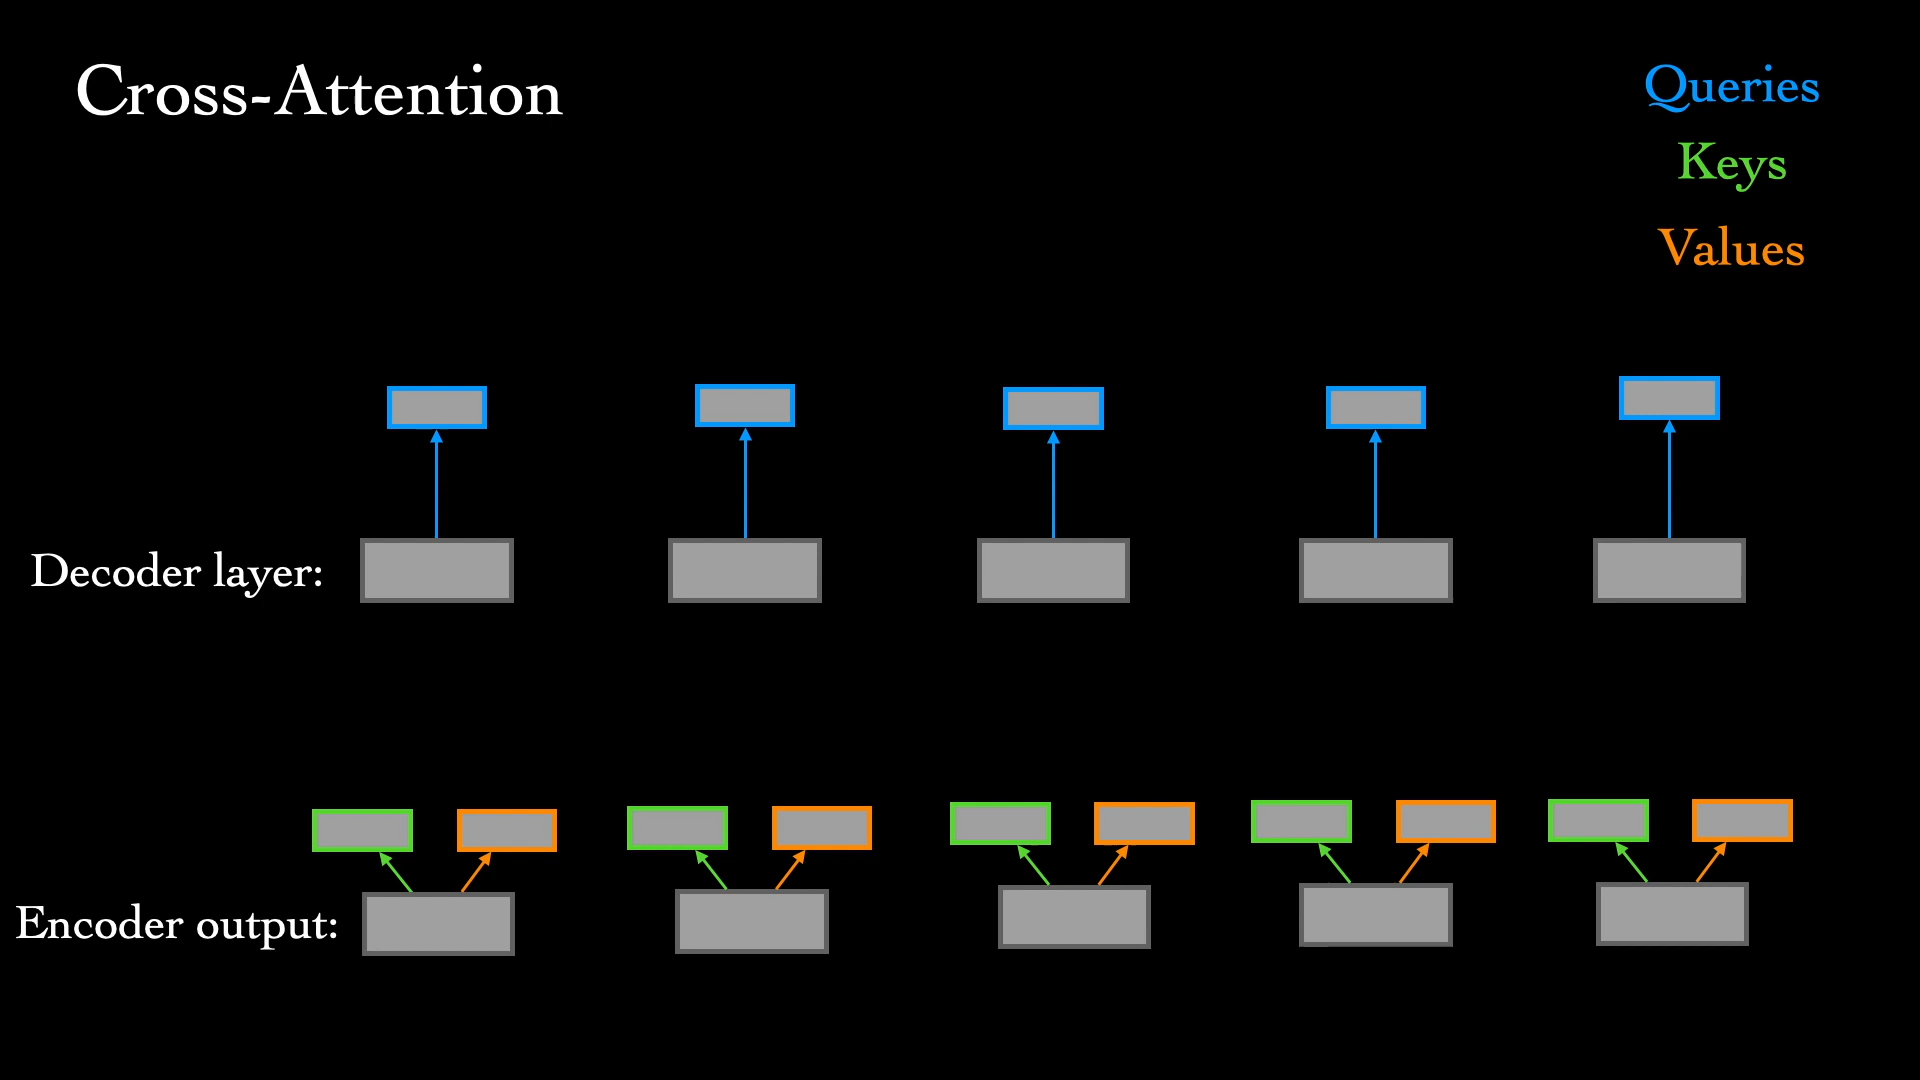 Cross-Attention
Queries
Keys
Values
Decoder layer:
Encoder output: